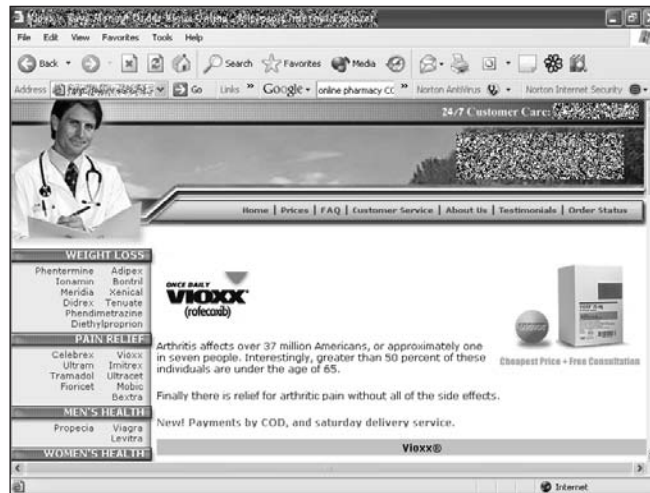 File Edit View Favorites Tools Help
Back Search Favorites Media
Address Go Links » Google online pharmacy CC » Norton AntiVirus Norton Internet Security
24/7 Customer Care:
Home | Prices | FAQ | Customer Service | About Us | Testimonials | Order Status
WEIGHT LOSS
Phentermine Adipex
Ionamin Bontril
Meridia Xenical
Didrex Tenuate
Phendimetrazine
Diethylproprion
PAIN RELIEF
Celebrex Vioxx
Ultram Imitrex
Tramadol Ultracet
Fioricet Mobic
Bextra
MEN'S HEALTH
Propecia Viagra
Levitra
WOMEN'S HEALTH
ONCE DAILY
VIOXX®
(rofecoxib)
Cheapest Price + Free Consultation
Arthritis affects over 37 million Americans, or approximately one
in seven people. Interestingly, greater than 50 percent of these
individuals are under the age of 65.
Finally there is relief for arthritic pain without all of the side effects.
New! Payments by COD, and saturday delivery service.
Vioxx®
Internet